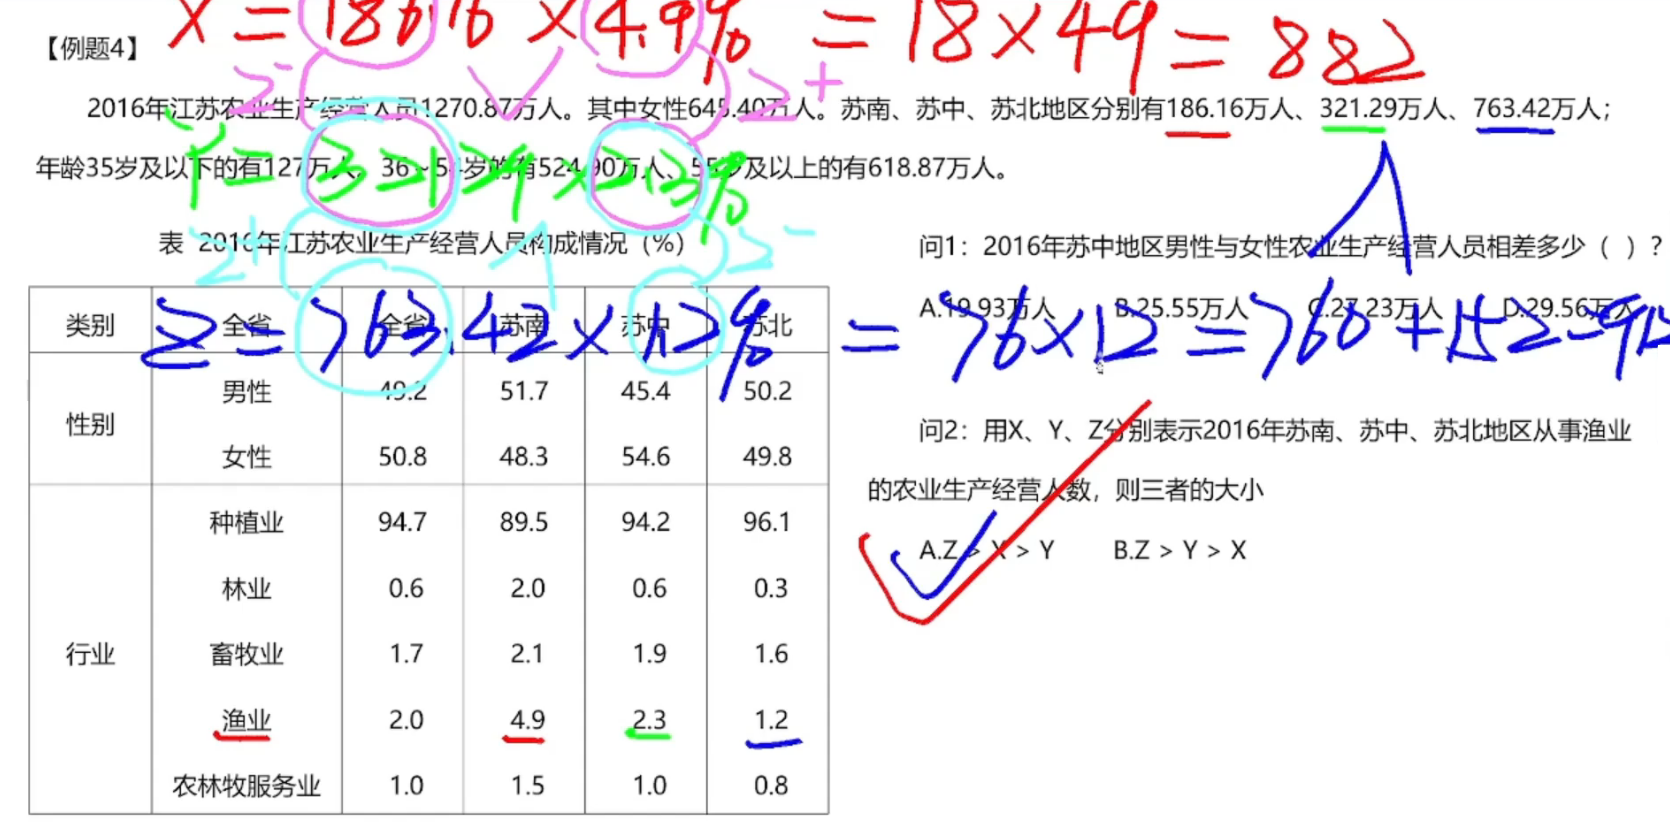 X = 186.16 × 4.9% = 18×49 = 882
【例题4】
2- 2+
2016年江苏农业生产经营人员1270.87万人。其中女性645.40万人。苏南、苏中、苏北地区分别有186.16万人、321.29万人、763.42万人；
年龄35岁及以下的有127万人、36~54岁的有524.90万人、55岁及以上的有618.87万人。
Y = 321.29 × 2.3%
表 2016年江苏农业生产经营人员构成情况（%）
2+ 2-
问1：2016年苏中地区男性与女性农业生产经营人员相差多少（ ）？
A.19.93万人 B.25.55万人 C.27.23万人 D.29.56万人
Z = 763.42 × 1.2% = 76×12 = 760+152=912
类别 全省 全省 苏南 苏中 苏北
性别 男性 49.2 51.7 45.4 50.2
女性 50.8 48.3 54.6 49.8
行业 种植业 94.7 89.5 94.2 96.1
林业 0.6 2.0 0.6 0.3
畜牧业 1.7 2.1 1.9 1.6
渔业 2.0 4.9 2.3 1.2
农林牧服务业 1.0 1.5 1.0 0.8
问2：用X、Y、Z分别表示2016年苏南、苏中、苏北地区从事渔业
的农业生产经营人数，则三者的大小
A.Z > X > Y B.Z > Y > X